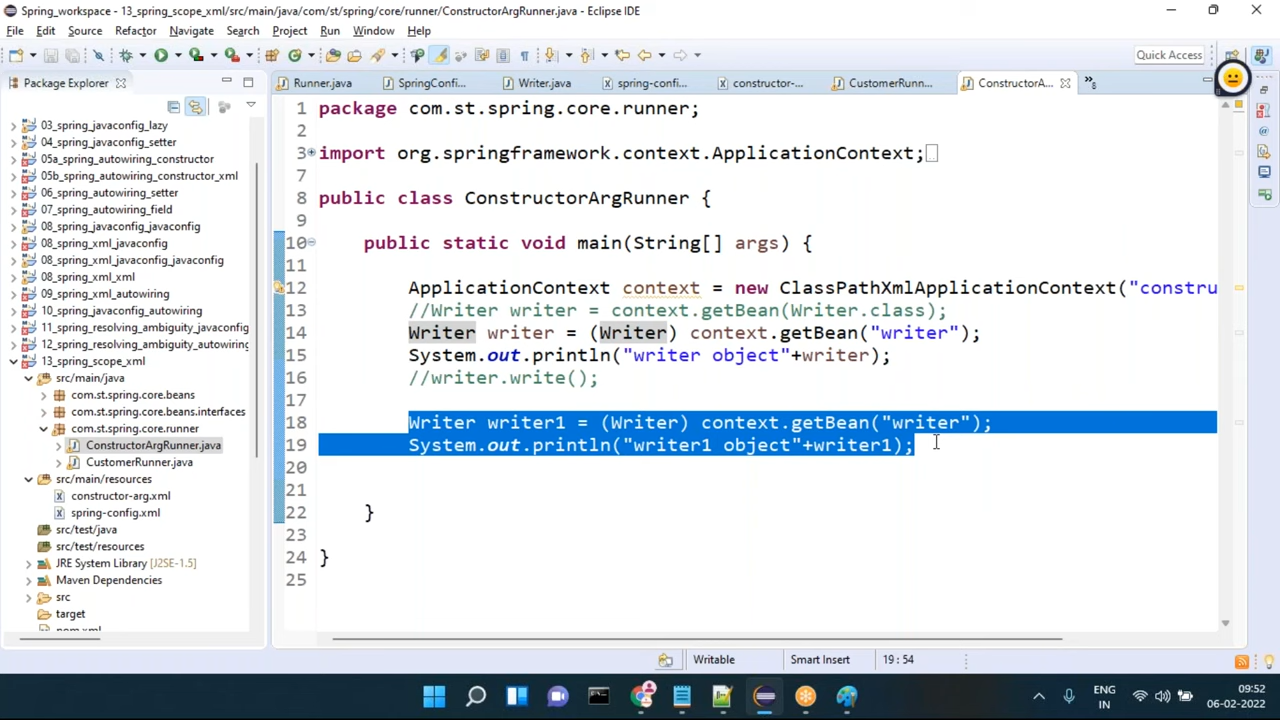 Spring_workspace - 13_spring_scope_xml/src/main/java/com/st/spring/core/runner/ConstructorArgRunner.java - Eclipse IDE
File Edit Source Refactor Navigate Search Project Run Window Help
Quick Access
Package Explorer
Runner.java
SpringConfi...
Writer.java
spring-confi...
constructor-...
CustomerRunn...
ConstructorA...
»8
03_spring_javaconfig_lazy
04_spring_javaconfig_setter
05a_spring_autowiring_constructor
05b_spring_autowiring_constructor_xml
06_spring_autowiring_setter
07_spring_autowiring_field
08_spring_javaconfig_javaconfig
08_spring_xml_javaconfig
08_spring_xml_javaconfig_javaconfig
08_spring_xml_xml
09_spring_xml_autowiring
10_spring_javaconfig_autowiring
11_spring_resolving_ambiguity_javaconfig
12_spring_resolving_ambiguity_autowiring
13_spring_scope_xml
src/main/java
com.st.spring.core.beans
com.st.spring.core.beans.interfaces
com.st.spring.core.runner
ConstructorArgRunner.java
CustomerRunner.java
src/main/resources
constructor-arg.xml
spring-config.xml
src/test/java
src/test/resources
JRE System Library [J2SE-1.5]
Maven Dependencies
src
target
pom.xml
1 package com.st.spring.core.runner;
2
3 import org.springframework.context.ApplicationContext;
7
8 public class ConstructorArgRunner {
9
10 public static void main(String[] args) {
11
12 ApplicationContext context = new ClassPathXmlApplicationContext("constru
13 //Writer writer = context.getBean(Writer.class);
14 Writer writer = (Writer) context.getBean("writer");
15 System.out.println("writer object"+writer);
16 //writer.write();
17
18 Writer writer1 = (Writer) context.getBean("writer");
19 System.out.println("writer1 object"+writer1);
20
21
22 }
23
24 }
25
Writable
Smart Insert
19 : 54
ENG
IN
09:52
06-02-2022